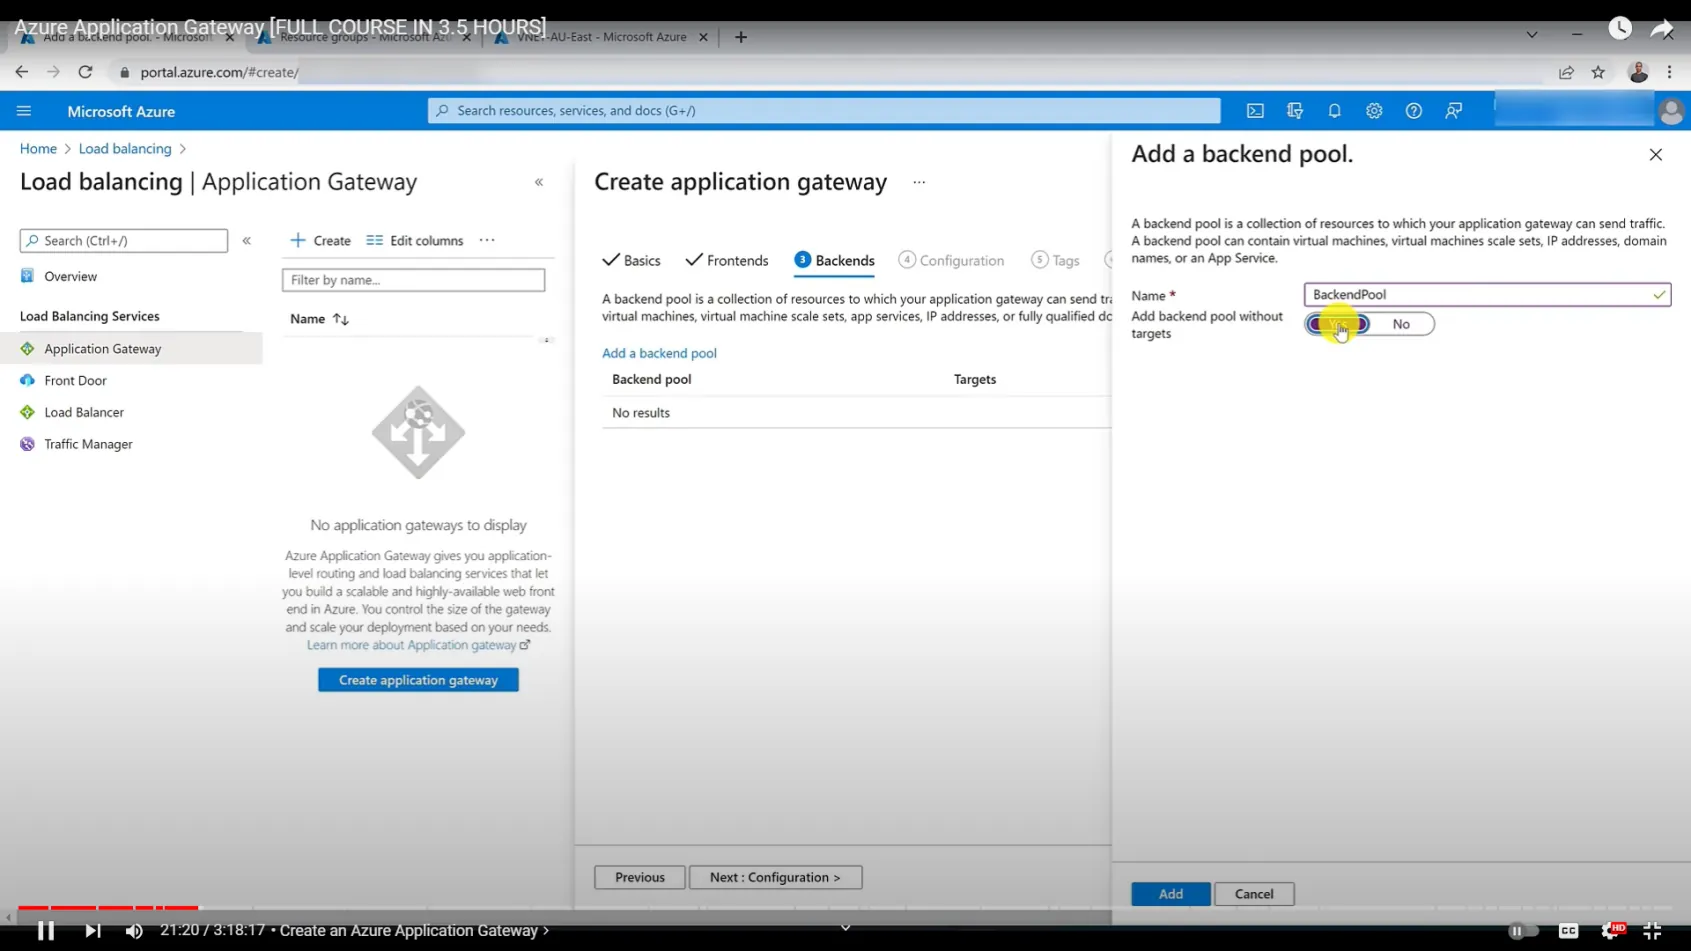 Azure Application Gateway [FULL COURSE IN 3.5 HOURS]
Add a backend pool. - Microsoft
Resource groups - Microsoft Azu
VNET-AU-East - Microsoft Azure
portal.azure.com/#create/
Microsoft Azure
Search resources, services, and docs (G+/)
Home > Load balancing >
Load balancing | Application Gateway
«
Search (Ctrl+/)
«
Overview
Load Balancing Services
Application Gateway
Front Door
Load Balancer
Traffic Manager
+ Create
Edit columns
...
Filter by name...
Name ↑↓
No application gateways to display
Azure Application Gateway gives you application-
level routing and load balancing services that let
you build a scalable and highly-available web front
end in Azure. You control the size of the gateway
and scale your deployment based on your needs.
Learn more about Application gateway
Create application gateway
Create application gateway
...
Basics
Frontends
3 Backends
4 Configuration
5 Tags
A backend pool is a collection of resources to which your application gateway can send tra
virtual machines, virtual machine scale sets, app services, IP addresses, or fully qualified do
Add a backend pool
Backend pool
Targets
No results
Previous
Next : Configuration >
Add a backend pool.
A backend pool is a collection of resources to which your application gateway can send traffic.
A backend pool can contain virtual machines, virtual machines scale sets, IP addresses, domain
names, or an App Service.
Name *
BackendPool
Add backend pool without
targets
Yes
No
Add
Cancel
21:20 / 3:18:17 • Create an Azure Application Gateway >
CC
HD